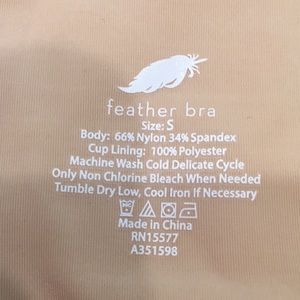 feather bra
Size: S
Body: 66% Nylon 34% Spandex
Cup Lining: 100% Polyester
Machine Wash Cold Delicate Cycle
Only Non Chlorine Bleach When Needed
Tumble Dry Low, Cool Iron if Necessary
Made in China
RN15577
A351598